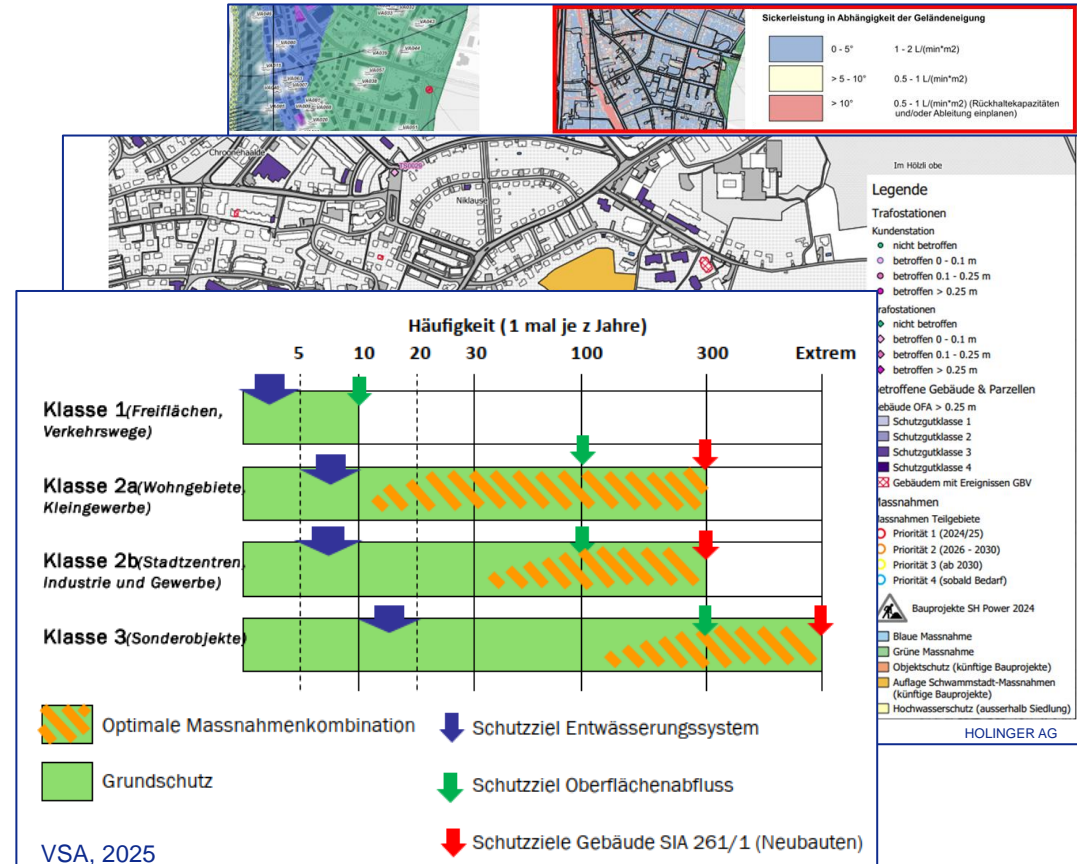 VA080
VA044
VA007
VA061
Sickerleistung in Abhängigkeit der Geländeneigung
0 - 5° 1 - 2 L/(min*m2)
> 5 - 10° 0.5 - 1 L/(min*m2)
> 10° 0.5 - 1 L/(min*m2) (Rückhaltekapazitäten
und/oder Ableitung einplanen)
Chroonehaalde
TS0029
Niklause
Im Hölzli obe
Legende
Trafostationen
Kundenstation
nicht betroffen
betroffen 0 - 0.1 m
betroffen 0.1 - 0.25 m
betroffen > 0.25 m
rafostationen
nicht betroffen
betroffen 0 - 0.1 m
betroffen 0.1 - 0.25 m
betroffen > 0.25 m
etroffene Gebäude & Parzellen
ebäude OFA > 0.25 m
Schutzgutklasse 1
Schutzgutklasse 2
Schutzgutklasse 3
Schutzgutklasse 4
Gebäudem mit Ereignissen GBV
assnahmen
assnahmen Teilgebiete
Priorität 1 (2024/25)
Priorität 2 (2026 - 2030)
Priorität 3 (ab 2030)
Priorität 4 (sobald Bedarf)
Bauprojekte SH Power 2024
Blaue Massnahme
Grüne Massnahme
Objektschutz (künftige Bauprojekte)
Auflage Schwammstadt-Massnahmen
(künftige Bauprojekte)
Hochwasserschutz (ausserhalb Siedlung)
HOLINGER AG
Häufigkeit (1 mal je z Jahre)
5 10 20 30 100 300 Extrem
Klasse 1(Freiflächen,
Verkehrswege)
Klasse 2a(Wohngebiete,
Kleingewerbe)
Klasse 2b(Stadtzentren,
Industrie und Gewerbe)
Klasse 3(Sonderobjekte)
Optimale Massnahmenkombination
Grundschutz
Schutzziel Entwässerungssystem
Schutzziel Oberflächenabfluss
Schutzziele Gebäude SIA 261/1 (Neubauten)
VSA, 2025